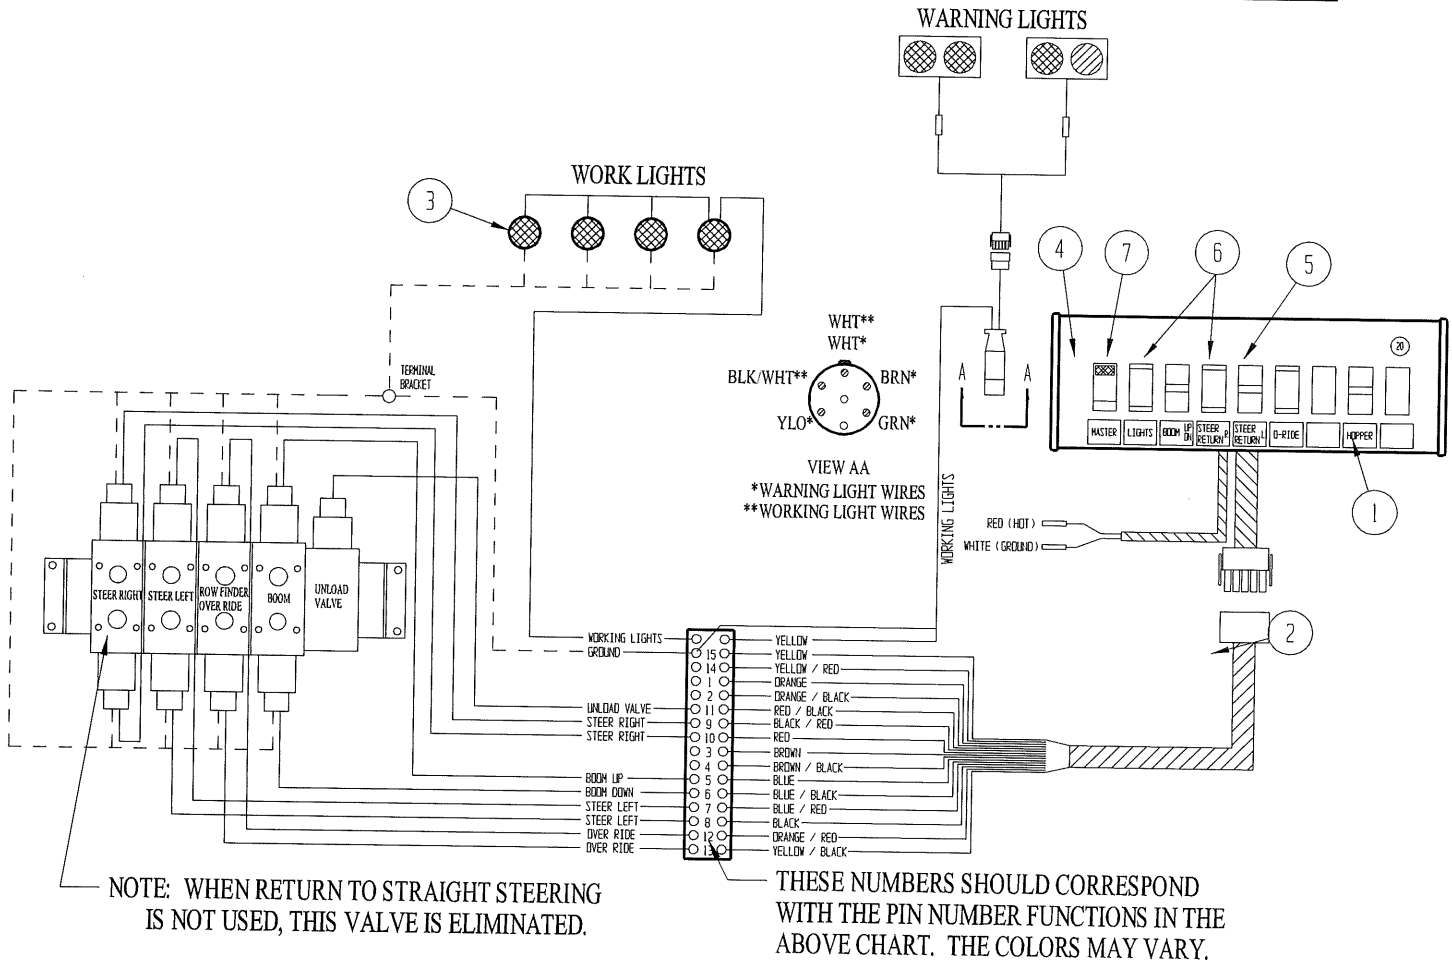 WARNING LIGHTS
WORK LIGHTS
3
4
7
6
5
20
WHT**
WHT*
BLK/WHT**
BRN*
YLO*
GRN*
A
A
VIEW AA
*WARNING LIGHT WIRES
**WORKING LIGHT WIRES
TERMINAL
BRACKET
MASTER
LIGHTS
BOOM UP DN
STEER RETURN R
STEER RETURN L
O-RIDE
HOPPER
1
RED (HOT)
WHITE (GROUND)
WORKING LIGHTS
2
STEER RIGHT
STEER LEFT
ROW FINDER
OVER RIDE
BOOM
UNLOAD
VALVE
WORKING LIGHTS YELLOW
GROUND 15 YELLOW
14 YELLOW / RED
1 ORANGE
2 ORANGE / BLACK
UNLOAD VALVE 11 RED / BLACK
STEER RIGHT 9 BLACK / RED
STEER RIGHT 10 RED
3 BROWN
4 BROWN / BLACK
BOOM UP 5 BLUE
BOOM DOWN 6 BLUE / BLACK
STEER LEFT 7 BLUE / RED
STEER LEFT 8 BLACK
OVER RIDE 12 ORANGE / RED
OVER RIDE 13 YELLOW / BLACK
NOTE: WHEN RETURN TO STRAIGHT STEERING
IS NOT USED, THIS VALVE IS ELIMINATED.
THESE NUMBERS SHOULD CORRESPOND
WITH THE PIN NUMBER FUNCTIONS IN THE
ABOVE CHART. THE COLORS MAY VARY.